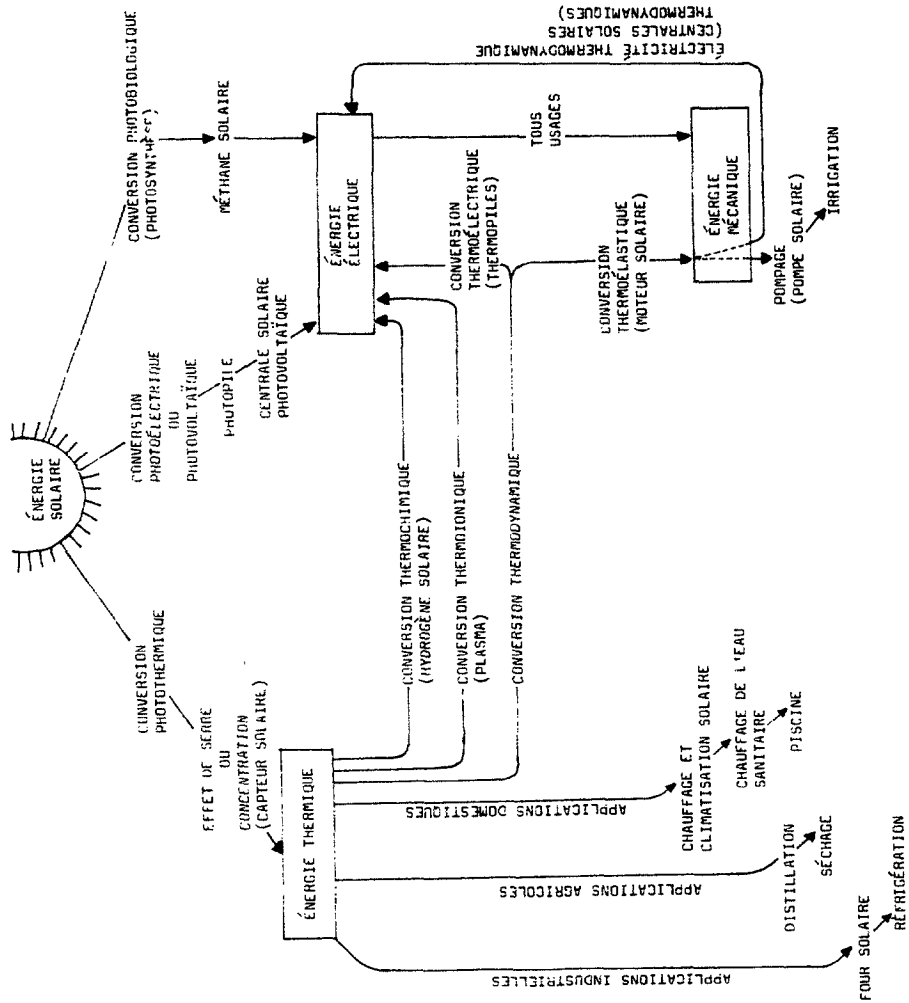 ÉNERGIE
SOLAIRE
CONVERSION
PHOTOTHERMIQUE
EFFET DE SERRE
OU
CONCENTRATION
(CAPTEUR SOLAIRE)
ÉNERGIE THERMIQUE
CONVERSION
PHOTOÉLECTRIQUE
OU
PHOTOVOLTAÏQUE
PHOTOPILE
CENTRALE SOLAIRE
PHOTOVOLTAÏQUE
CONVERSION PHOTOBIOLOGIQUE
MÉTHANE SOLAIRE
ÉNERGIE
ÉLECTRIQUE
CONVERSION THERMOCHIMIQUE
(HYDROGÈNE SOLAIRE)
CONVERSION THERMOIONIQUE
(PLASMA)
CONVERSION THERMODYNAMIQUE
CONVERSION
THERMOÉLECTRIQUE
(THERMOPILES)
TOUS
USAGES
CONVERSION
THERMOÉLASTIQUE
(MOTEUR SOLAIRE)
ÉNERGIE
MÉCANIQUE
ÉLECTRICITÉ THERMODYNAMIQUE
(CENTRALES SOLAIRES
THERMODYNAMIQUES)
POMPAGE
(POMPE SOLAIRE)
IRRIGATION
APPLICATIONS DOMESTIQUES
CHAUFFAGE ET
CLIMATISATION SOLAIRE
CHAUFFAGE DE L'EAU
SANITAIRE
PISCINE
APPLICATIONS AGRICOLES
DISTILLATION
SÉCHAGE
APPLICATIONS INDUSTRIELLES
FOUR SOLAIRE
RÉFRIGÉRATION